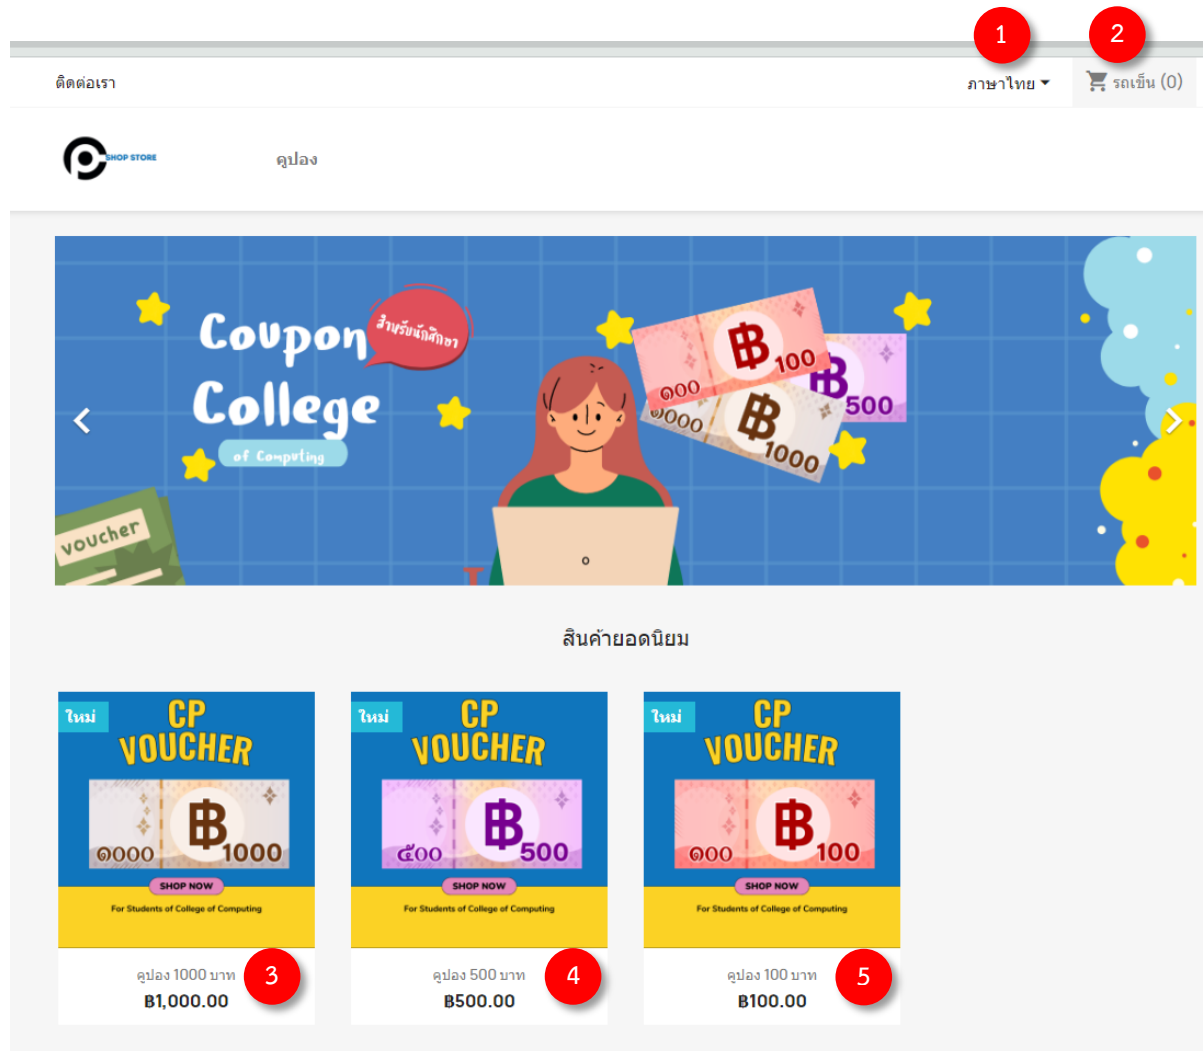 1
2
ติดต่อเรา
ภาษาไทย
รถเข็น (0)
SHOP STORE
คูปอง
Coupon
สำหรับนักศึกษา
College
of Computing
voucher
฿ 100
๑๐๐
฿ 500
฿ 1000
๑๐๐๐
สินค้ายอดนิยม
ใหม่
CP
VOUCHER
฿
๑๐๐๐
1000
SHOP NOW
For Students of College of Computing
คูปอง 1000 บาท
฿1,000.00
3
ใหม่
CP
VOUCHER
฿
๕๐๐
500
SHOP NOW
For Students of College of Computing
คูปอง 500 บาท
฿500.00
4
ใหม่
CP
VOUCHER
฿
๑๐๐
100
SHOP NOW
For Students of College of Computing
คูปอง 100 บาท
฿100.00
5